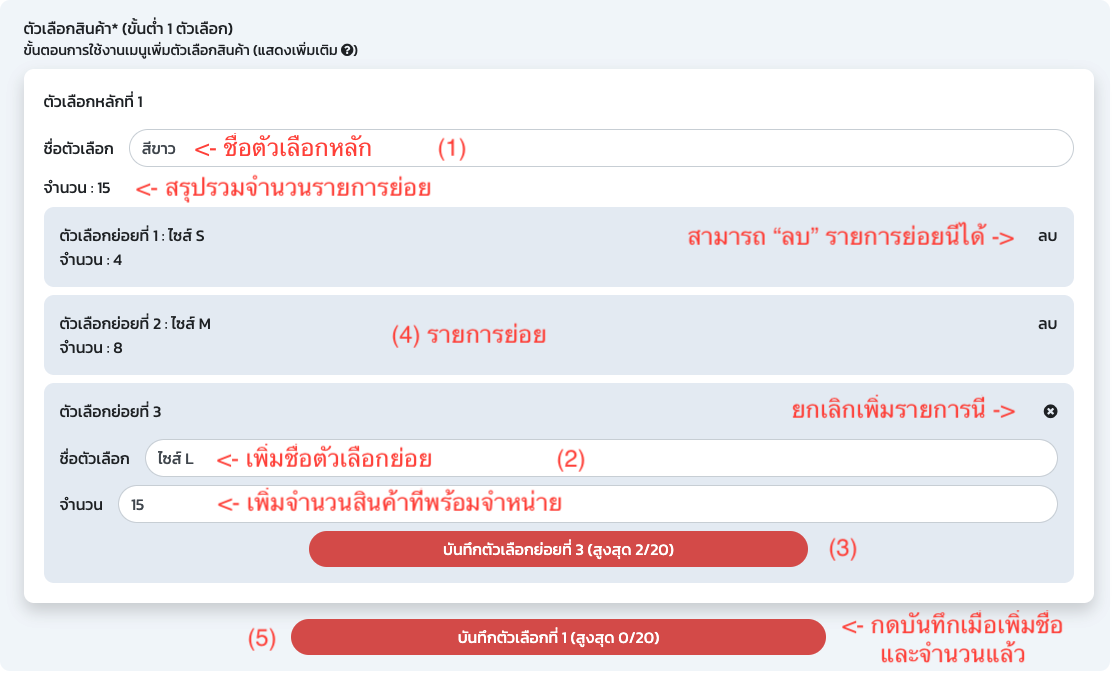 ตัวเลือกสินค้า* (ขั้นต่ำ 1 ตัวเลือก)
ขั้นตอนการใช้งานเมนูเพิ่มตัวเลือกสินค้า (แสดงเพิ่มเติม ?)
ตัวเลือกหลักที่ 1
ชื่อตัวเลือก สีขาว <- ชื่อตัวเลือกหลัก (1)
จำนวน : 15 <- สรุปรวมจำนวนรายการย่อย
ตัวเลือกย่อยที่ 1 : ไซส์ S สามารถ “ลบ” รายการย่อยนี้ได้ -> ลบ
จำนวน : 4
ตัวเลือกย่อยที่ 2 : ไซส์ M (4) รายการย่อย ลบ
จำนวน : 8
ตัวเลือกย่อยที่ 3 ยกเลิกเพิ่มรายการนี้ ->
ชื่อตัวเลือก ไซส์ L <- เพิ่มชื่อตัวเลือกย่อย (2)
จำนวน 15 <- เพิ่มจำนวนสินค้าที่พร้อมจำหน่าย
บันทึกตัวเลือกย่อยที่ 3 (สูงสุด 2/20) (3)
(5) บันทึกตัวเลือกที่ 1 (สูงสุด 0/20) <- กดบันทึกเมื่อเพิ่มชื่อ
และจำนวนแล้ว